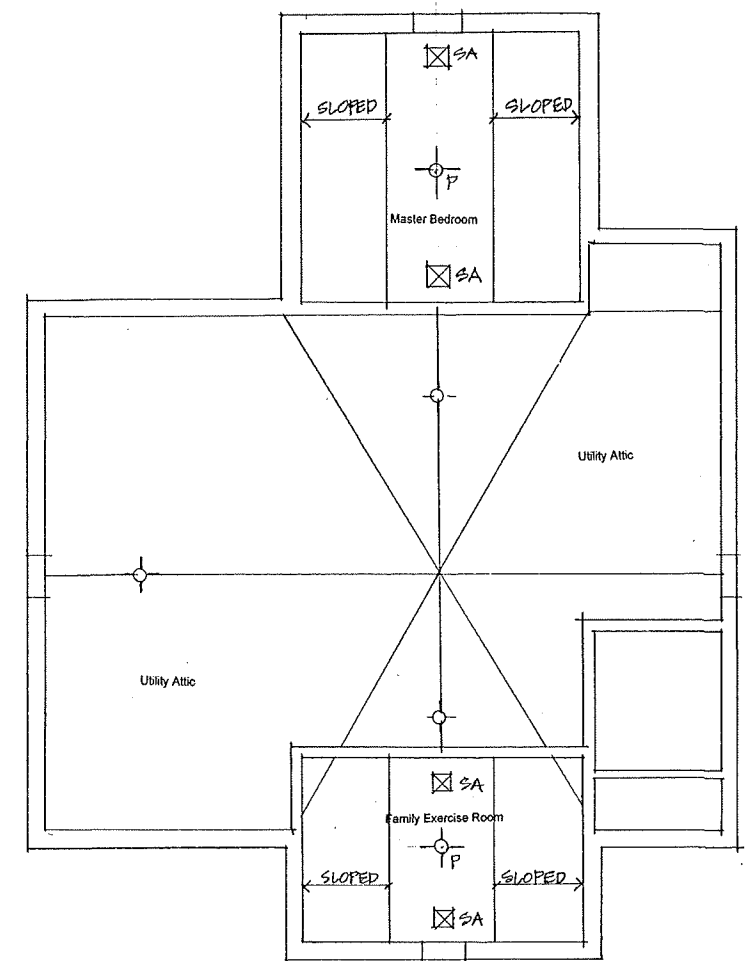 SA
SLOPED
SLOPED
P
Master Bedroom
SA
Utility Attic
Utility Attic
SA
Family Exercise Room
P
SLOPED
SLOPED
SA